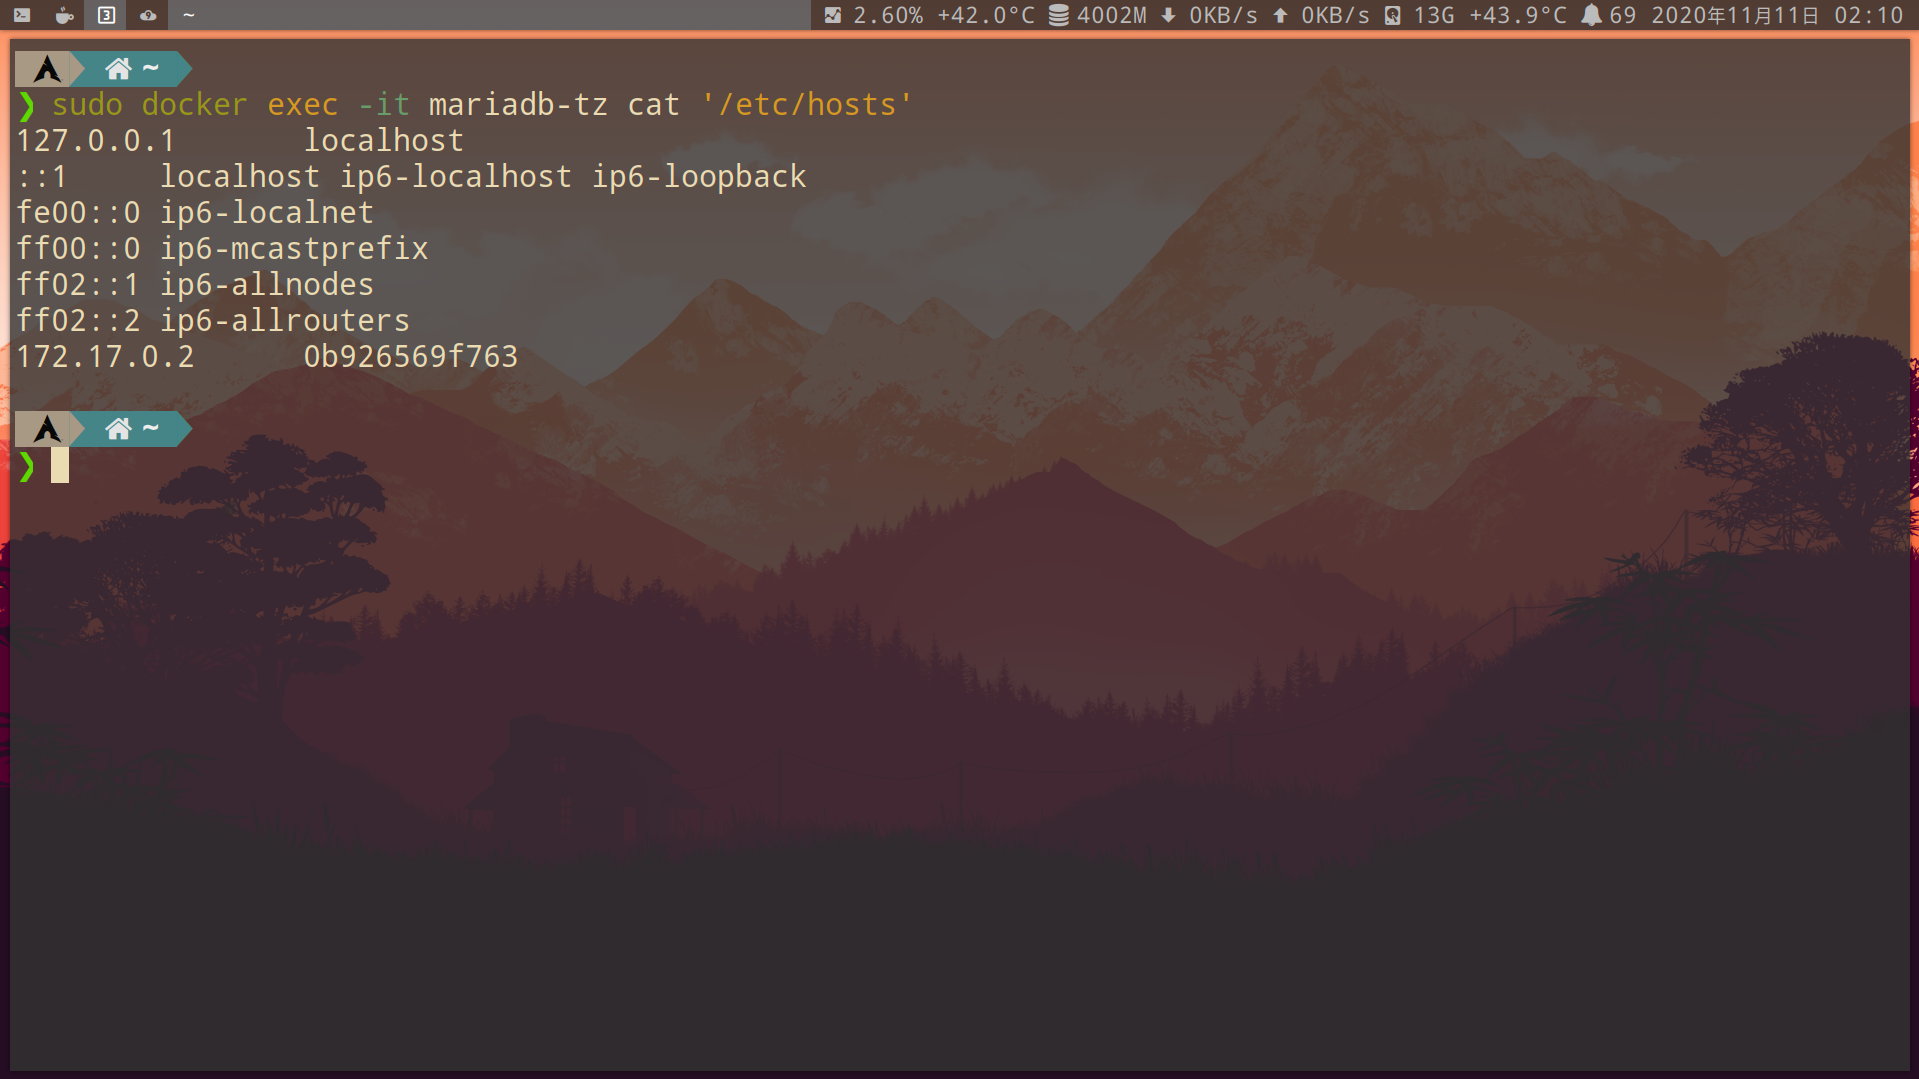 3 ~ 2.60% +42.0°C 4002M 0KB/s 0KB/s 13G +43.9°C 69 2020年11月11日 02:10
~
❯ sudo docker exec -it mariadb-tz cat '/etc/hosts'
127.0.0.1 localhost
::1 localhost ip6-localhost ip6-loopback
fe00::0 ip6-localnet
ff00::0 ip6-mcastprefix
ff02::1 ip6-allnodes
ff02::2 ip6-allrouters
172.17.0.2 0b926569f763
~
❯